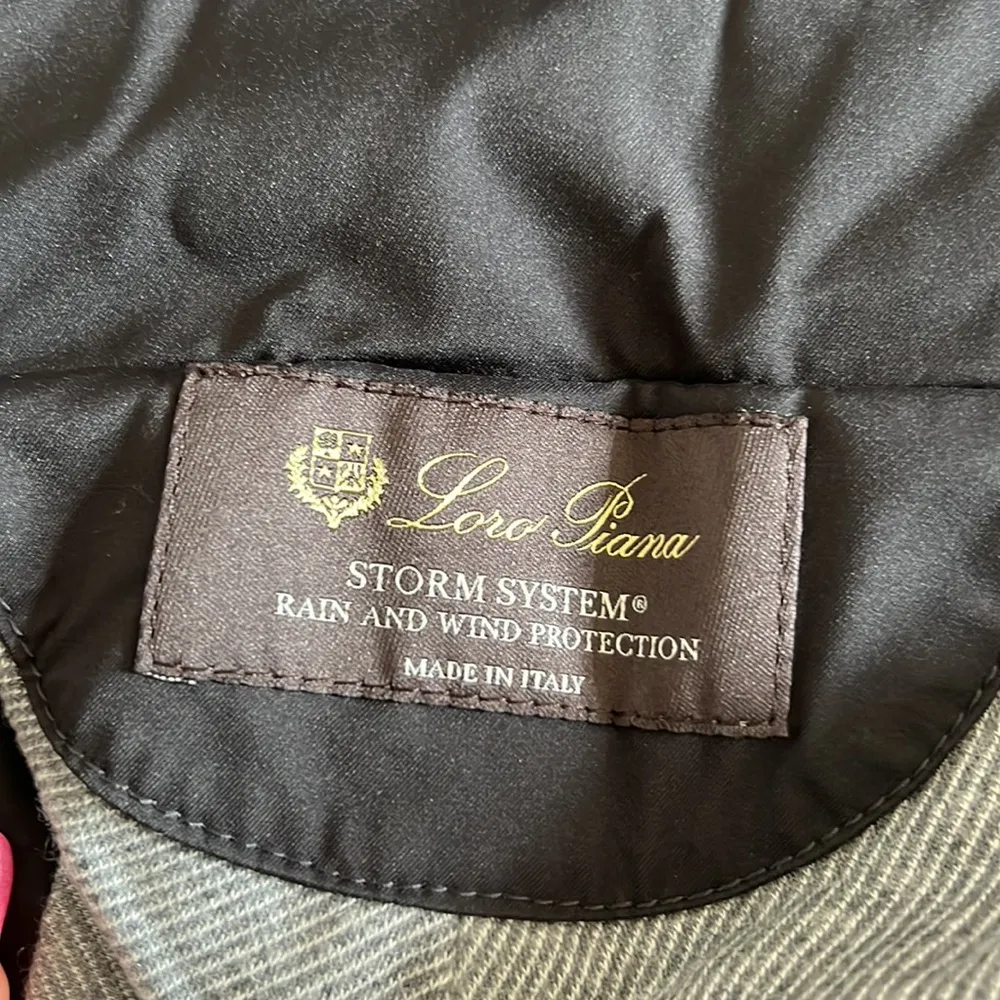 Loro Piana
STORM SYSTEM®
RAIN AND WIND PROTECTION
MADE IN ITALY